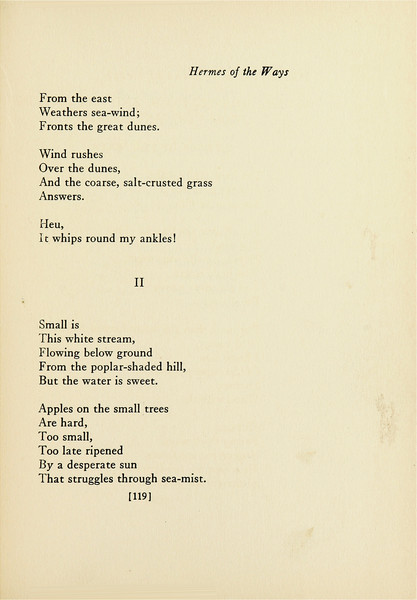 Hermes of the Ways
From the east
Weathers sea-wind;
Fronts the great dunes.
Wind rushes
Over the dunes,
And the coarse, salt-crusted grass
Answers.
Heu,
It whips round my ankles!
II
Small is
This white stream,
Flowing below ground
From the poplar-shaded hill,
But the water is sweet.
Apples on the small trees
Are hard,
Too small,
Too late ripened
By a desperate sun
That struggles through sea-mist.
[119]